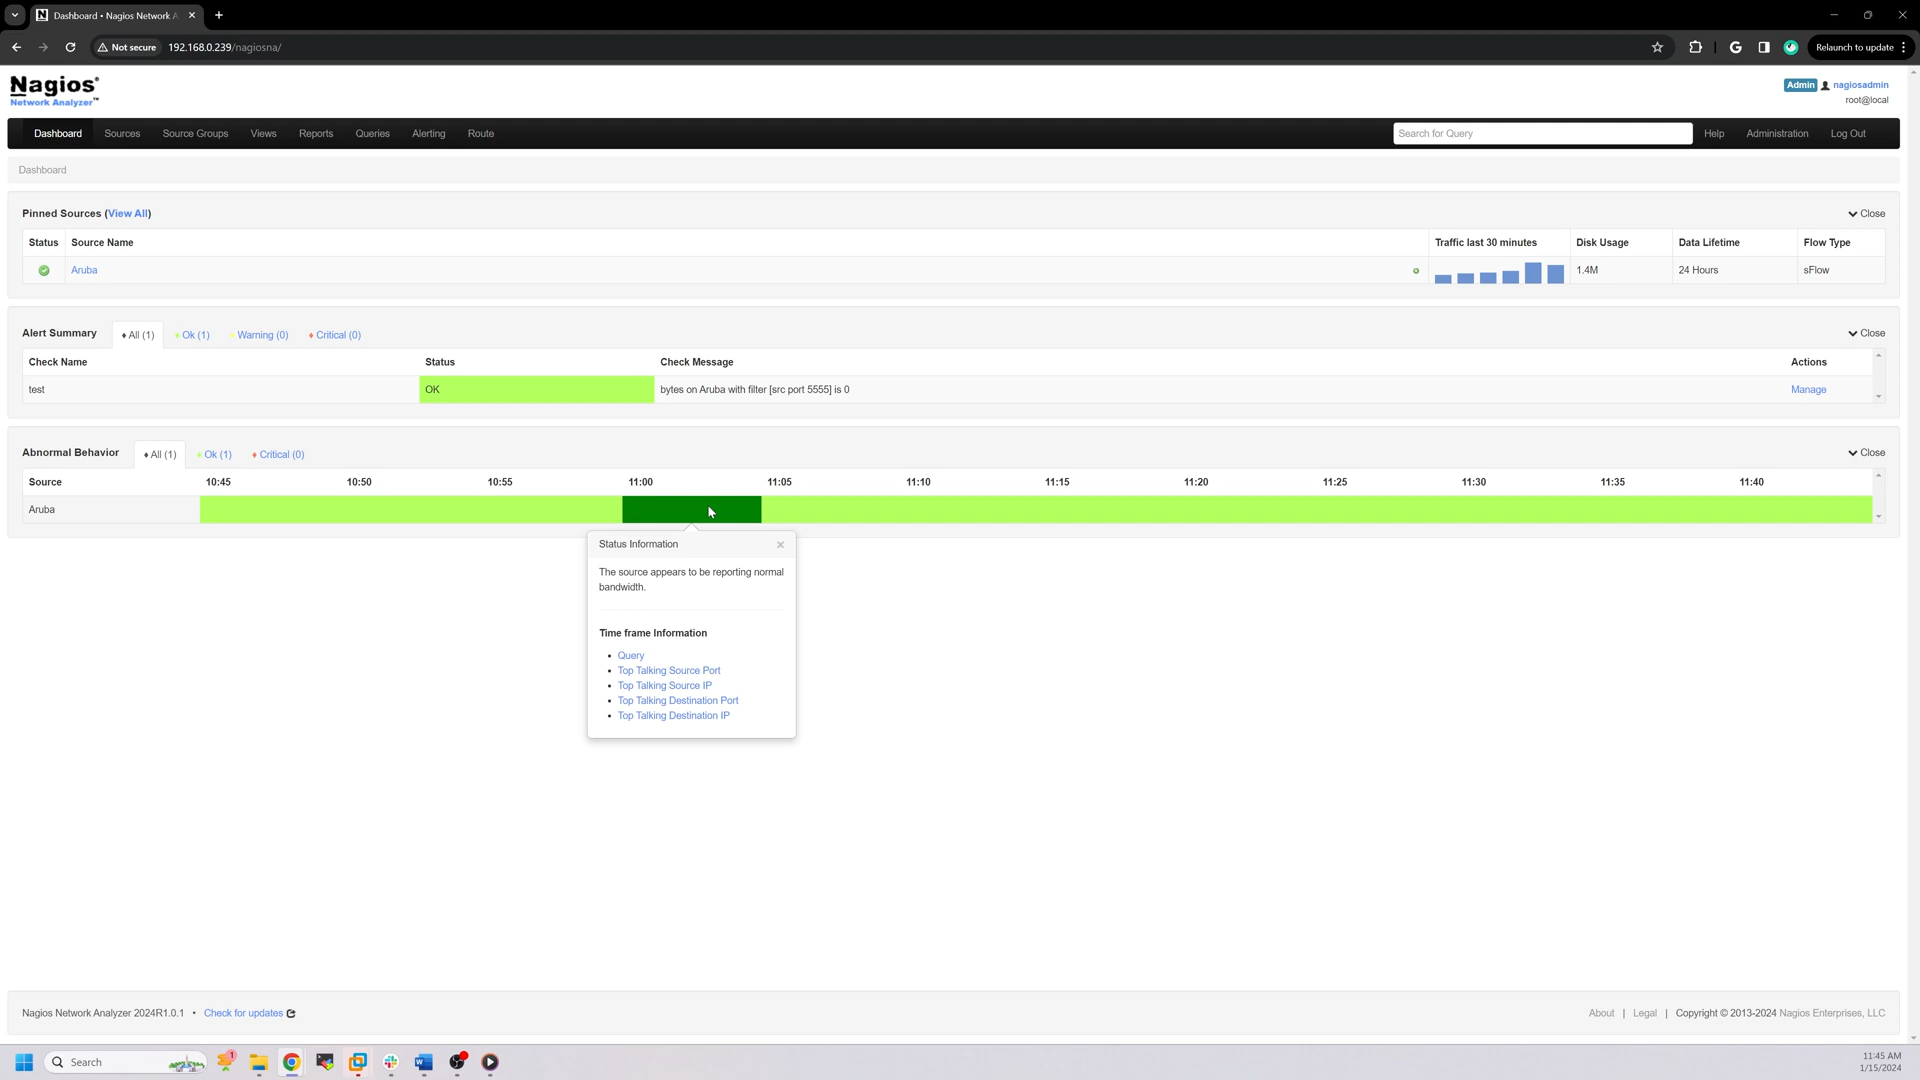 Dashboard • Nagios Network A
Not secure
192.168.0.239/nagiosna/
Relaunch to update
Nagios®
Network Analyzer™
Admin
nagiosadmin
root@local
Dashboard
Sources
Source Groups
Views
Reports
Queries
Alerting
Route
Search for Query
Help
Administration
Log Out
Dashboard
Pinned Sources (View All)
Close
Status
Source Name
Traffic last 30 minutes
Disk Usage
Data Lifetime
Flow Type
Aruba
1.4M
24 Hours
sFlow
Alert Summary
All (1)
Ok (1)
Warning (0)
Critical (0)
Close
Check Name
Status
Check Message
Actions
test
OK
bytes on Aruba with filter [src port 5555] is 0
Manage
Abnormal Behavior
All (1)
Ok (1)
Critical (0)
Close
Source
10:45
10:50
10:55
11:00
11:05
11:10
11:15
11:20
11:25
11:30
11:35
11:40
Aruba
Status Information
The source appears to be reporting normal
bandwidth.
Time frame Information
• Query
• Top Talking Source Port
• Top Talking Source IP
• Top Talking Destination Port
• Top Talking Destination IP
Nagios Network Analyzer 2024R1.0.1 • Check for updates
About | Legal | Copyright © 2013-2024 Nagios Enterprises, LLC
Search
1
11:45 AM
1/15/2024